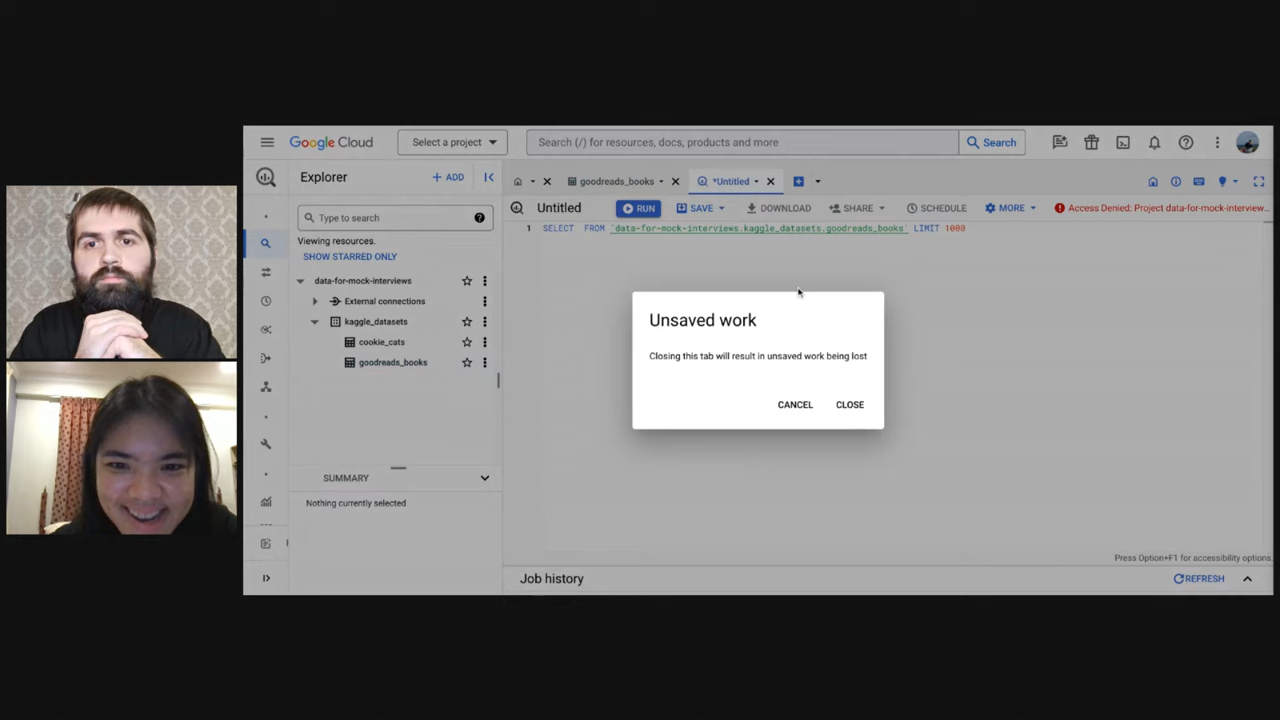 Google Cloud
Select a project
Search (/) for resources, docs, products and more
Search
Explorer
+ ADD
goodreads_books
*Untitled
Untitled
RUN
SAVE
DOWNLOAD
SHARE
SCHEDULE
MORE
Access Denied: Project data-for-mock-interview...
Type to search
1 SELECT FROM `data-for-mock-interviews.kaggle_datasets.goodreads_books` LIMIT 1000
Viewing resources.
SHOW STARRED ONLY
data-for-mock-interviews
External connections
kaggle_datasets
cookie_cats
goodreads_books
Unsaved work
Closing this tab will result in unsaved work being lost
CANCEL
CLOSE
SUMMARY
Nothing currently selected
Press Option+F1 for accessibility options.
Job history
REFRESH